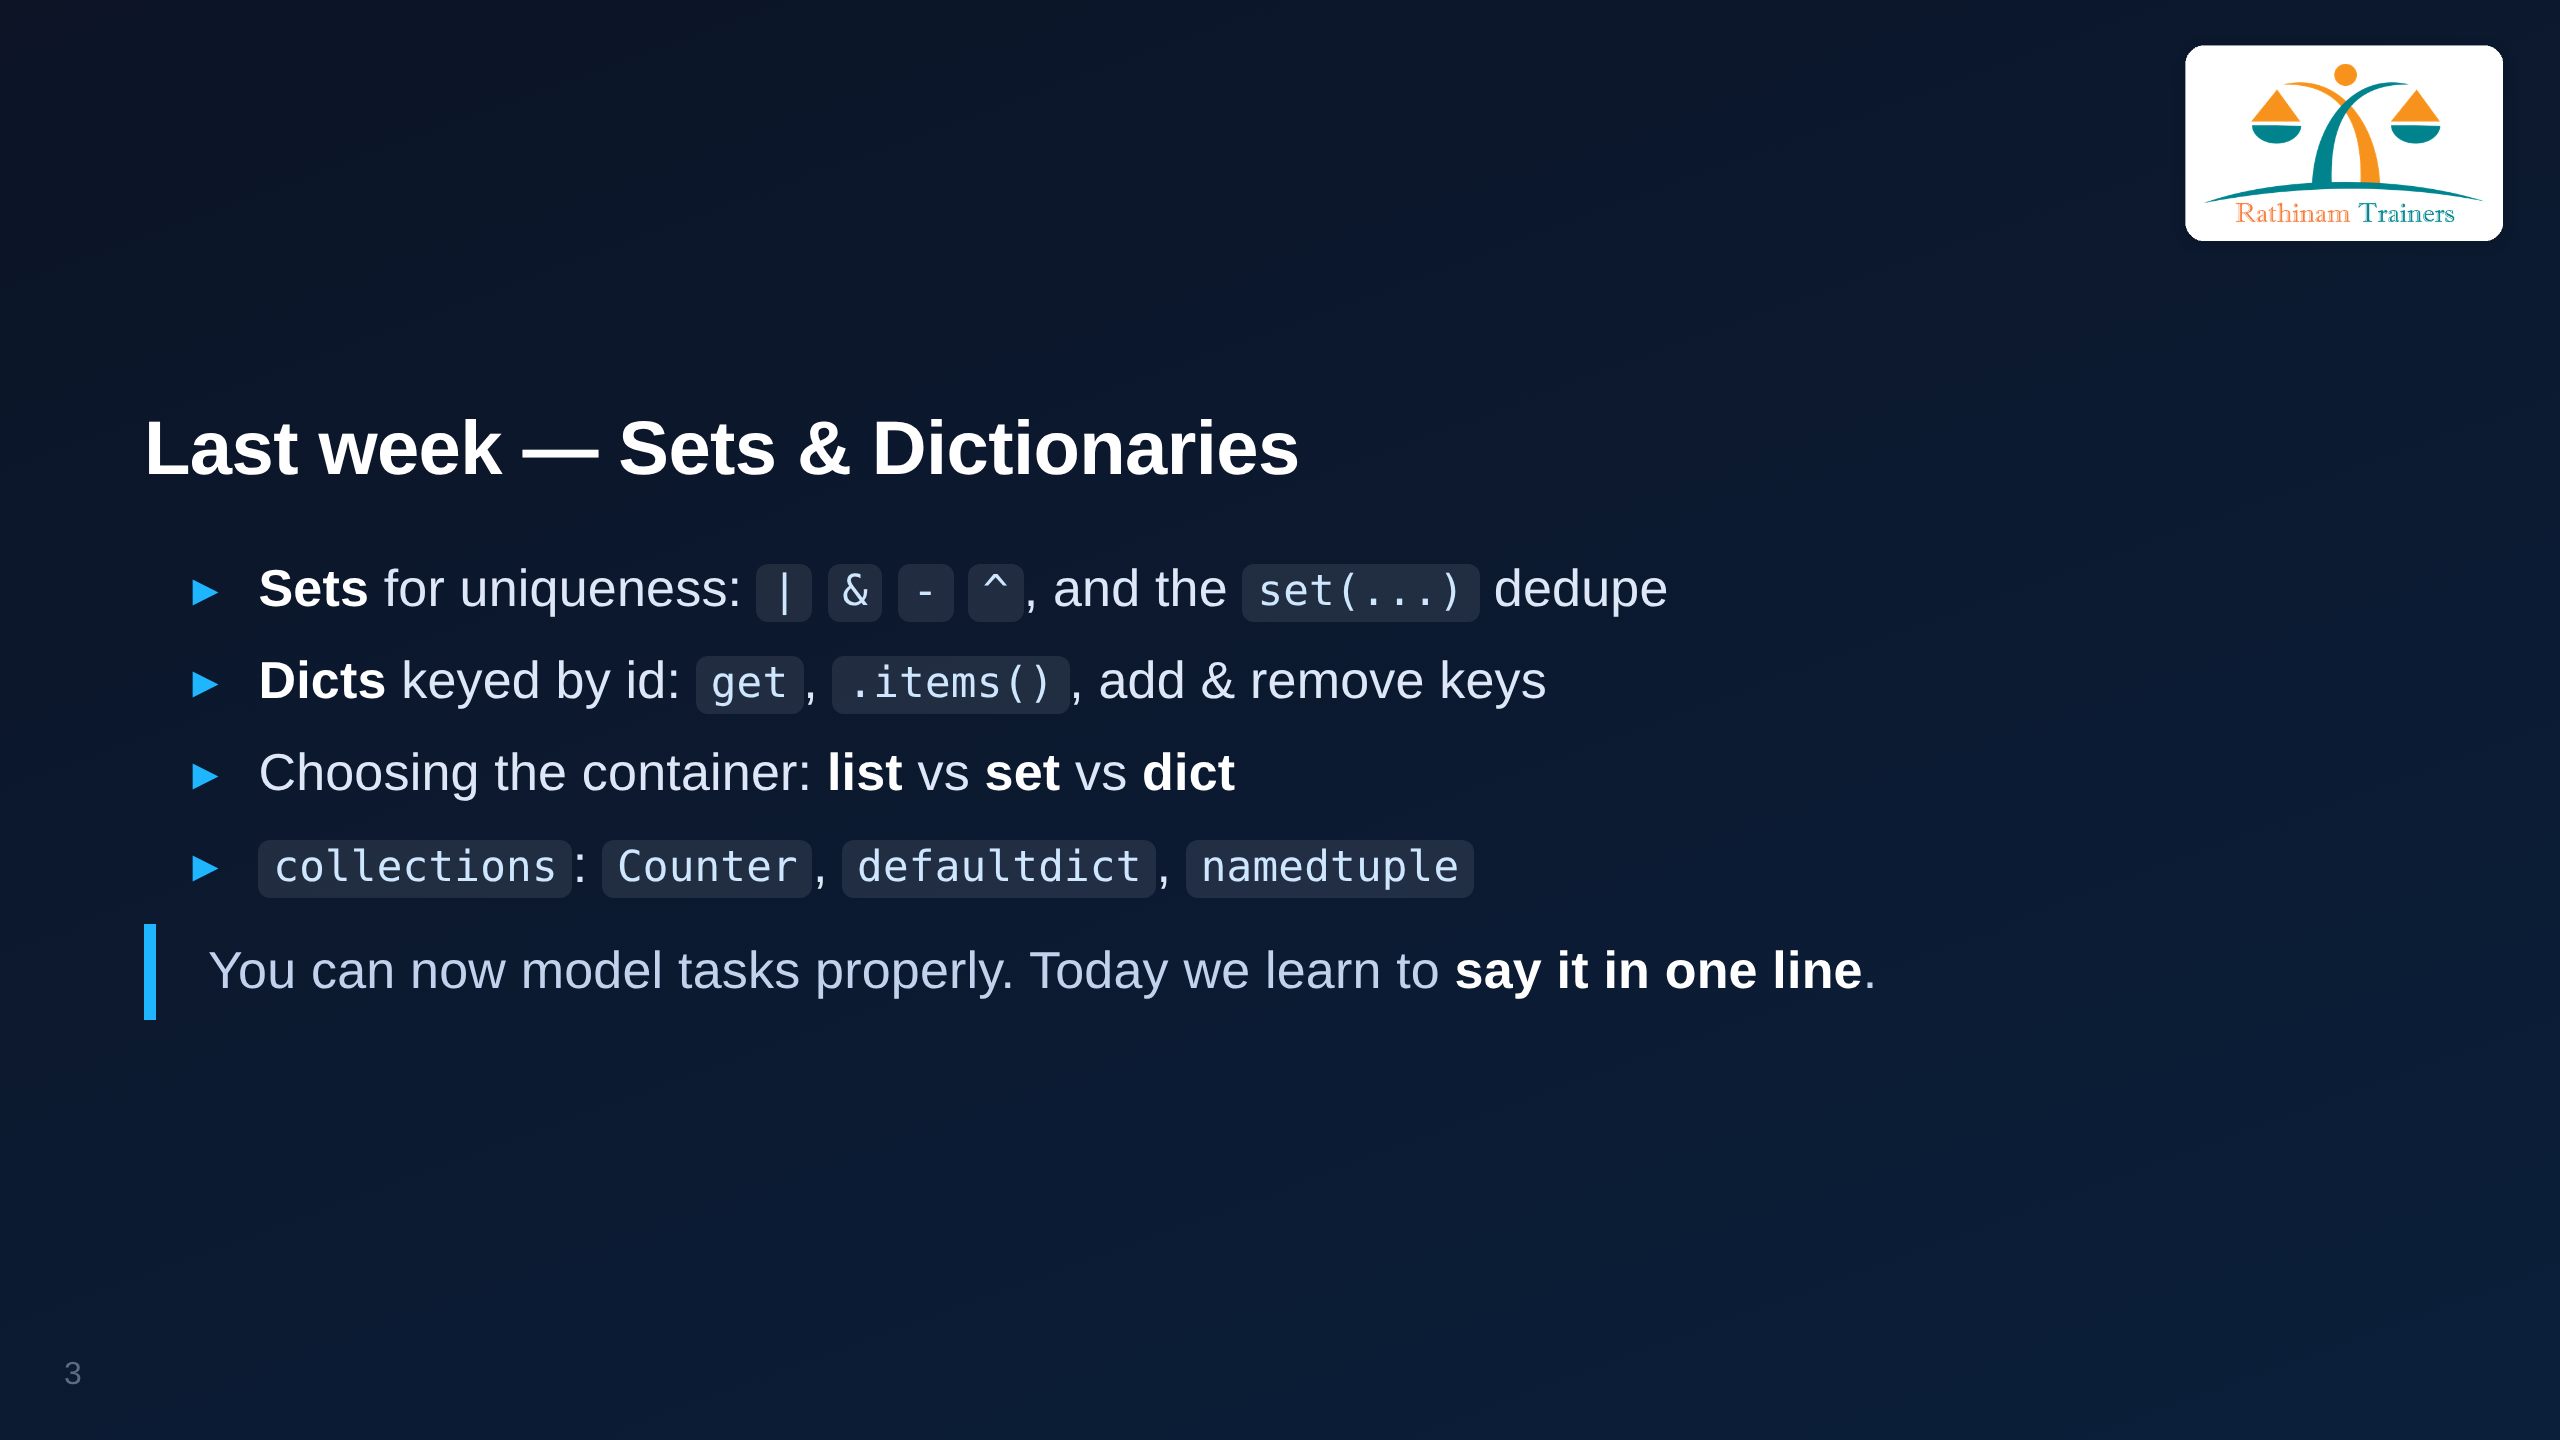 Rathinam Trainers
Last week — Sets & Dictionaries
▶ Sets for uniqueness: | & - ^, and the set(...) dedupe
▶ Dicts keyed by id: get, .items(), add & remove keys
▶ Choosing the container: list vs set vs dict
▶ collections: Counter, defaultdict, namedtuple
You can now model tasks properly. Today we learn to say it in one line.
3